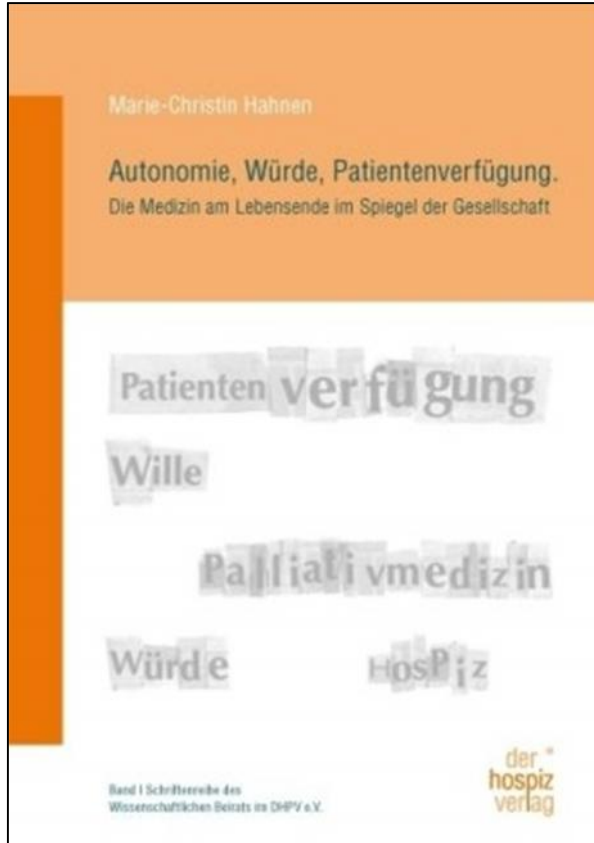 Marie-Christin Hahnen
Autonomie, Würde, Patientenverfügung.
Die Medizin am Lebensende im Spiegel der Gesellschaft
Patientenverfügung
Wille
Palliativmedizin
Würde
Hospiz
Band I Schriftenreihe des
Wissenschaftlichen Beirats im DHPV e.V.
der
hospiz
verlag